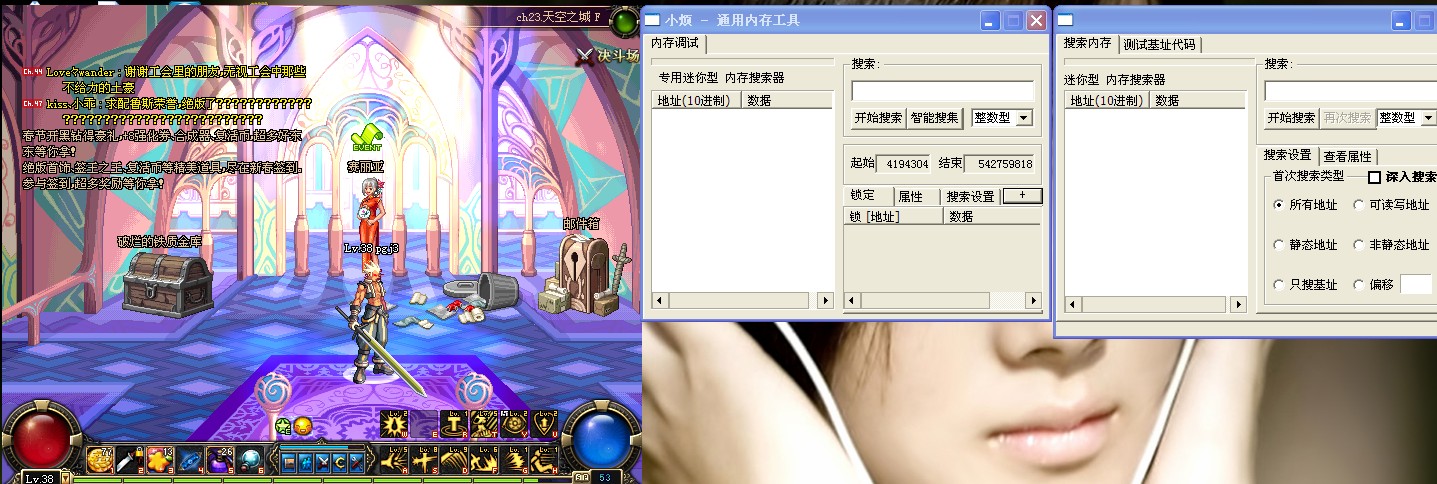 ch23.天空之城 F
决斗场
Ch.44 Love☆wander：谢谢工会里的朋友,无视工会中那些
不给力的土豪
Ch.47 kiss、小乖：求配鲁斯荣誉,绝版了????????????
?????????????????????????
春节开黑钻得豪礼,+8强化券、合成器、复活币,超多好东
东等你拿!
绝版首饰、签王之王、复活币等精美道具,尽在新春签到.
参与签到,超多奖励等你拿!
EVENT
赛丽亚
破烂的铁质金库
邮件箱
Lv.38 pgj3
Lv.38
SP 53
小烦 - 通用内存工具
内存调试
专用迷你型 内存搜索器
地址(10进制) 数据
搜索:
开始搜索 智能搜集 整数型
起始 4194304 结束 542759818
锁定 属性 搜索设置 +
锁 [地址] 数据
搜索内存 测试基址代码
迷你型 内存搜索器
地址(10进制) 数据
搜索:
开始搜索 再次搜索 整数型
搜索设置 查看属性
首次搜索类型 深入搜索
所有地址 可读写地址
静态地址 非静态地址
只搜基址 偏移